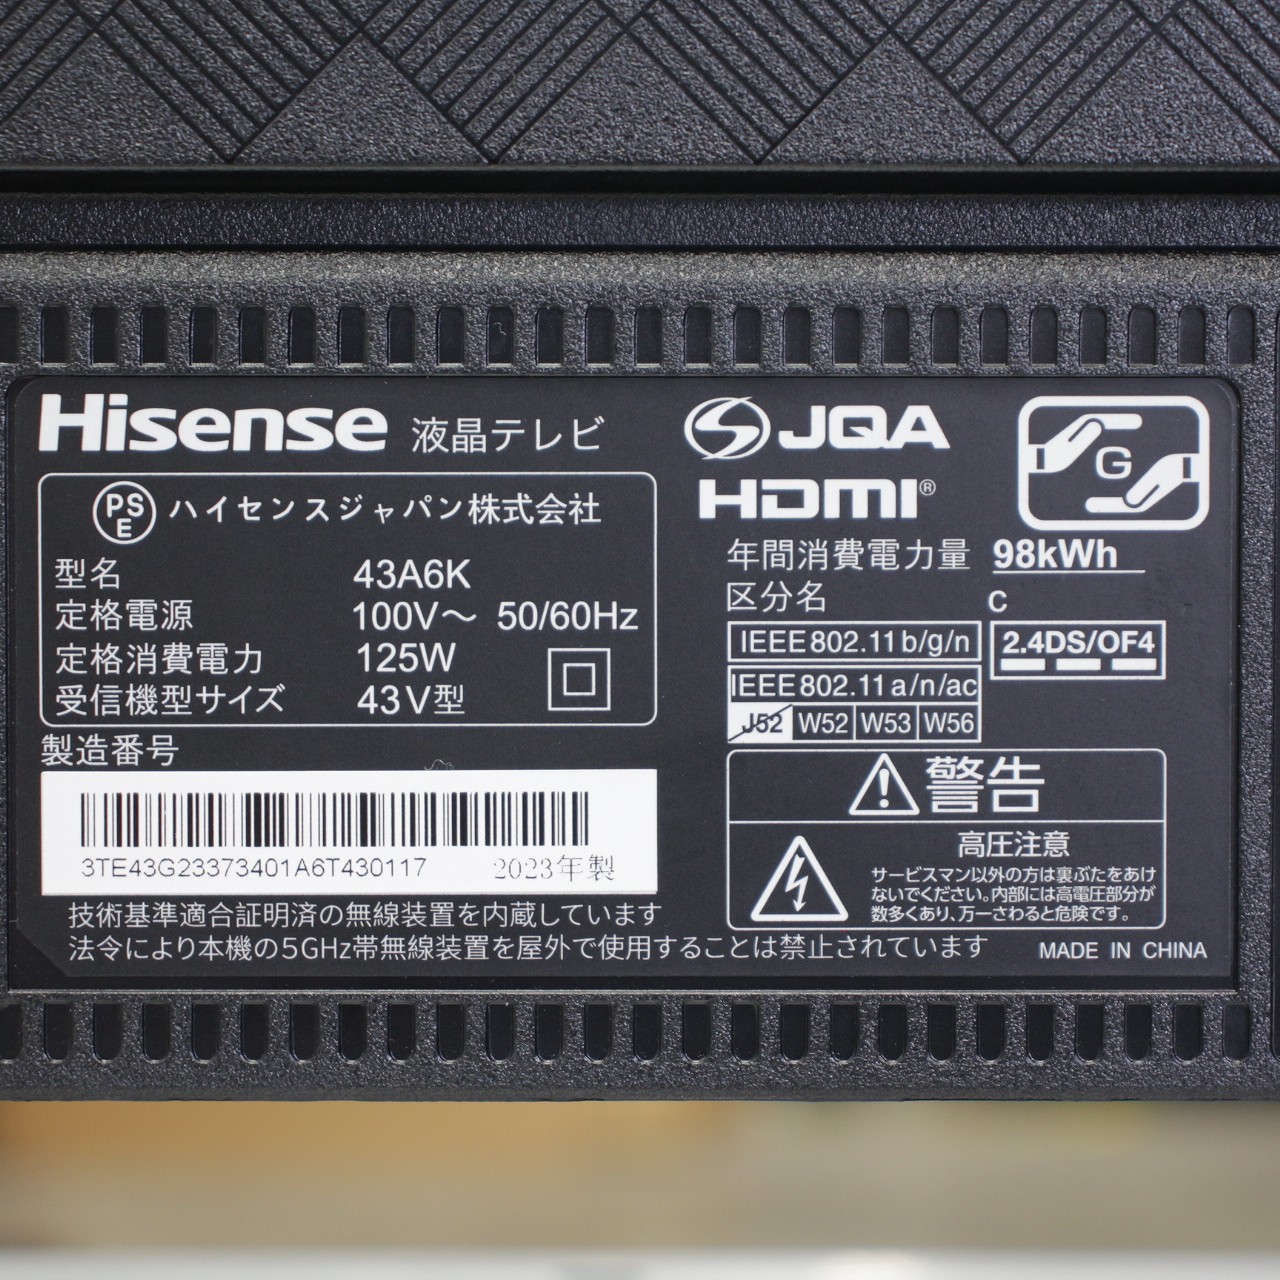 Hisense 液晶テレビ
PS
E
ハイセンスジャパン株式会社
型名 43A6K
定格電源 100V～ 50/60Hz
定格消費電力 125W
受信機型サイズ 43V型
製造番号
3TE43G23373401A6T430117 2023年製
JQA
HDMI®
G
年間消費電力量 98kWh
区分名 C
IEEE802.11b/g/n
2.4DS/OF4
IEEE802.11a/n/ac
J52 W52 W53 W56
警告
高圧注意
サービスマン以外の方は裏ぶたをあけ
ないでください。内部には高電圧部分が
数多くあり、万一さわると危険です。
技術基準適合証明済の無線装置を内蔵しています
法令により本機の5GHz帯無線装置を屋外で使用することは禁止されています
MADE IN CHINA